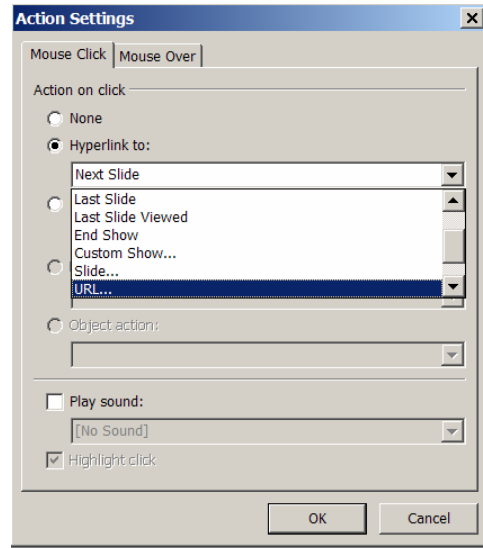 Action Settings
Mouse Click Mouse Over
Action on click
None
Hyperlink to:
Next Slide
Last Slide
Last Slide Viewed
End Show
Custom Show...
Slide...
URL...
Object action:
Play sound:
[No Sound]
Highlight click
OK Cancel